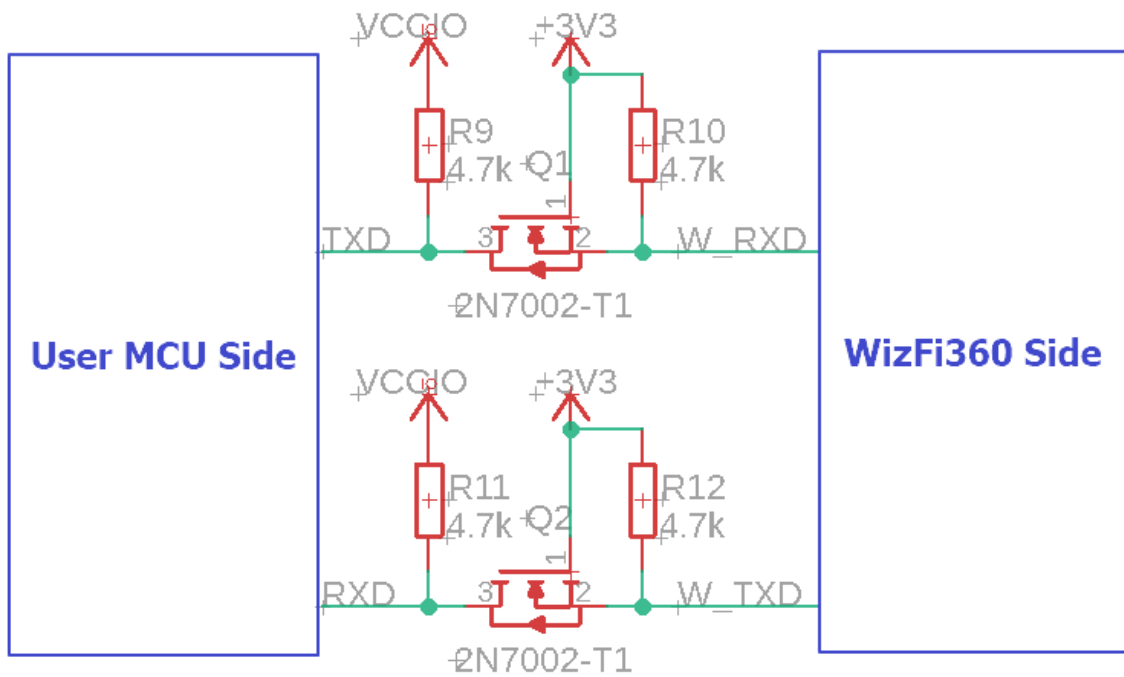 VCCIO
+3V3
R9
4.7k
Q1
1
R10
4.7k
TXD
3
2
W_RXD
2N7002-T1
User MCU Side
WizFi360 Side
VCCIO
+3V3
R11
4.7k
Q2
1
R12
4.7k
RXD
3
2
W_TXD
2N7002-T1